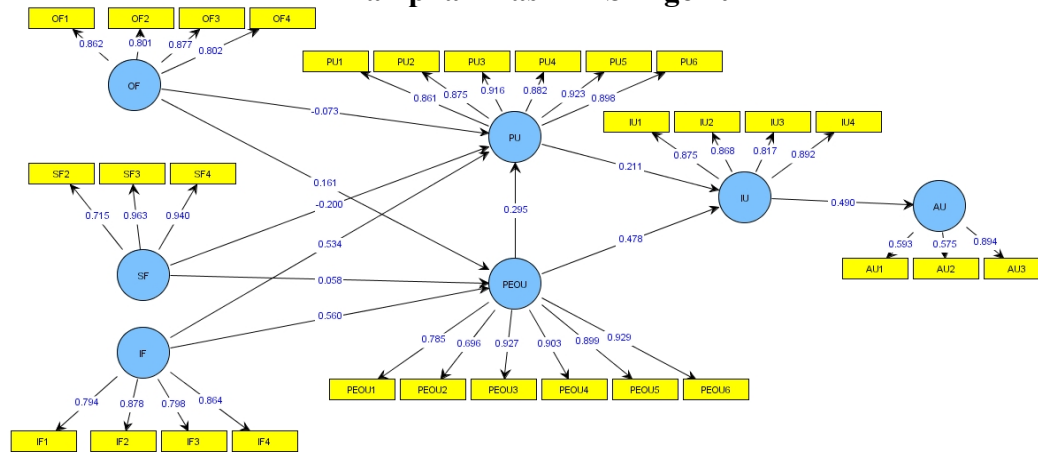 OF1 OF2 OF3 OF4
0.862 0.801 0.877 0.802
OF
PU1 PU2 PU3 PU4 PU5 PU6
0.861 0.875 0.916 0.882 0.923 0.898
-0.073
PU
IU1 IU2 IU3 IU4
0.875 0.868 0.817 0.892
SF2 SF3 SF4
0.715 0.963 0.940
0.161
-0.200
0.211
0.295
IU
0.490
AU
0.534
0.478
0.593 0.575 0.894
AU1 AU2 AU3
SF
0.058
PEOU
0.560
IF
0.785 0.696 0.927 0.903 0.899 0.929
PEOU1 PEOU2 PEOU3 PEOU4 PEOU5 PEOU6
0.794 0.878 0.798 0.864
IF1 IF2 IF3 IF4